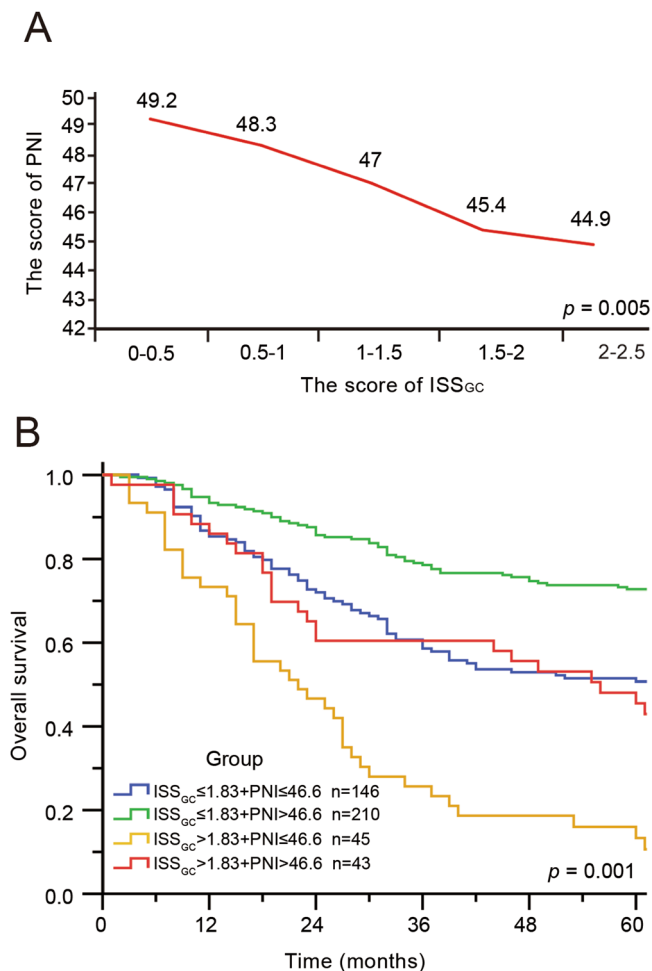 A
The score of PNI
50
49
48
47
46
45
44
43
42
49.2
48.3
47
45.4
44.9
p = 0.005
0-0.5 0.5-1 1-1.5 1.5-2 2-2.5
The score of ISSGC
B
Overall survival
1.0
0.8
0.6
0.4
0.2
0.0
Group
ISSGC≤1.83+PNI≤46.6 n=146
ISSGC≤1.83+PNI>46.6 n=210
ISSGC>1.83+PNI≤46.6 n=45
ISSGC>1.83+PNI>46.6 n=43
p = 0.001
0 12 24 36 48 60
Time (months)